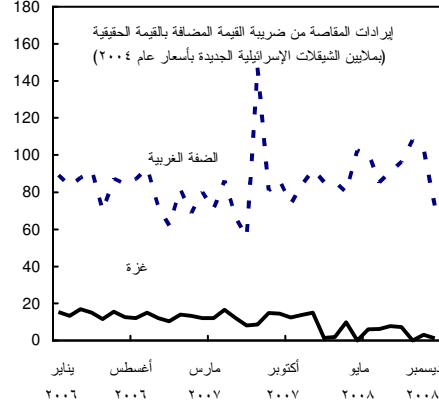 إيرادات المقاصة من ضريبة القيمة المضافة بالقيمة الحقيقية
(بملايين الشيقلات الإسرائيلية الجديدة بأسعار عام ٢٠٠٤)
180
160
140
120
100
80
60
40
20
0
الضفة الغربية
غزة
يناير أغسطس مارس أكتوبر مايو ديسمبر
٢٠٠٦ ٢٠٠٦ ٢٠٠٧ ٢٠٠٧ ٢٠٠٨ ٢٠٠٨